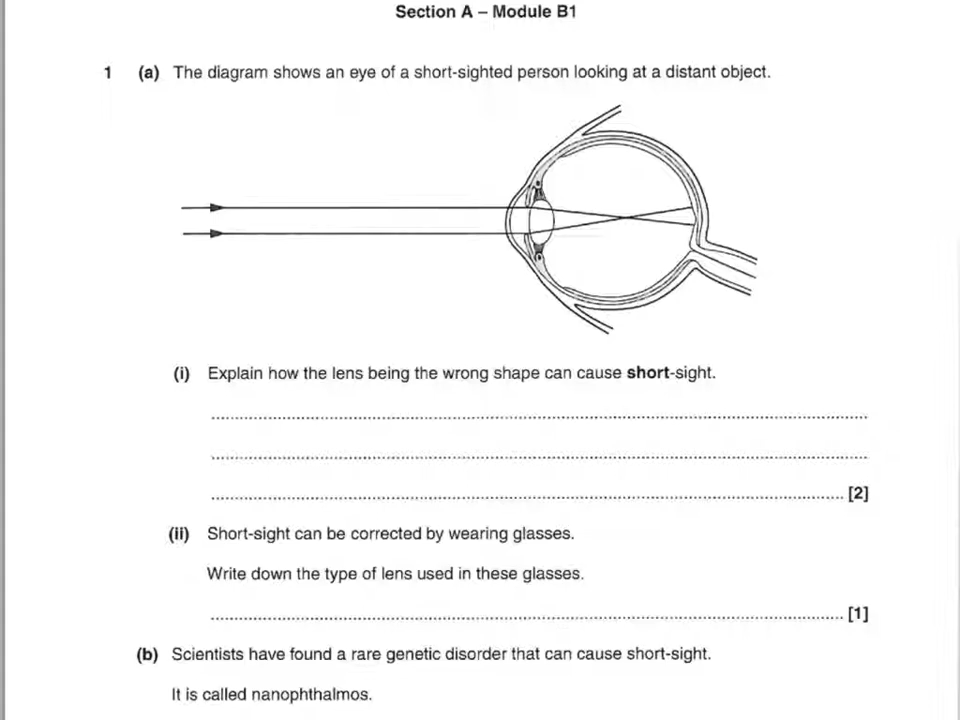 Section A – Module B1
1 (a) The diagram shows an eye of a short-sighted person looking at a distant object.
(i) Explain how the lens being the wrong shape can cause short-sight.
[2]
(ii) Short-sight can be corrected by wearing glasses.
Write down the type of lens used in these glasses.
[1]
(b) Scientists have found a rare genetic disorder that can cause short-sight.
It is called nanophthalmos.